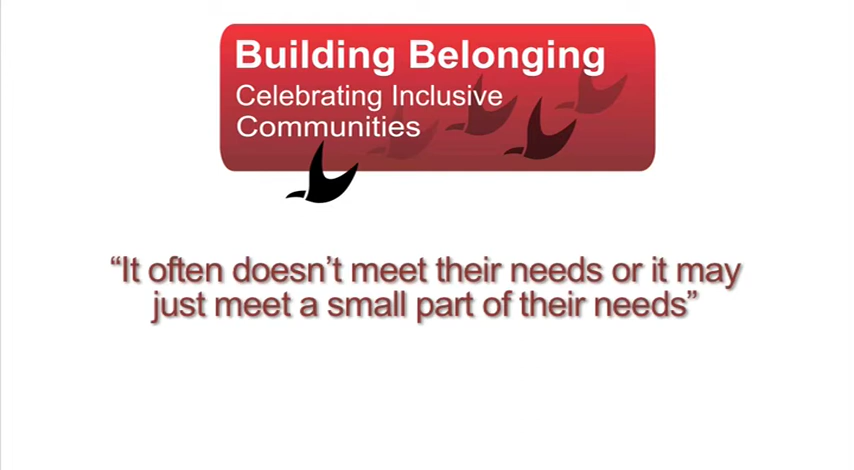 Building Belonging
Celebrating Inclusive
Communities
“It often doesn’t meet their needs or it may
just meet a small part of their needs”